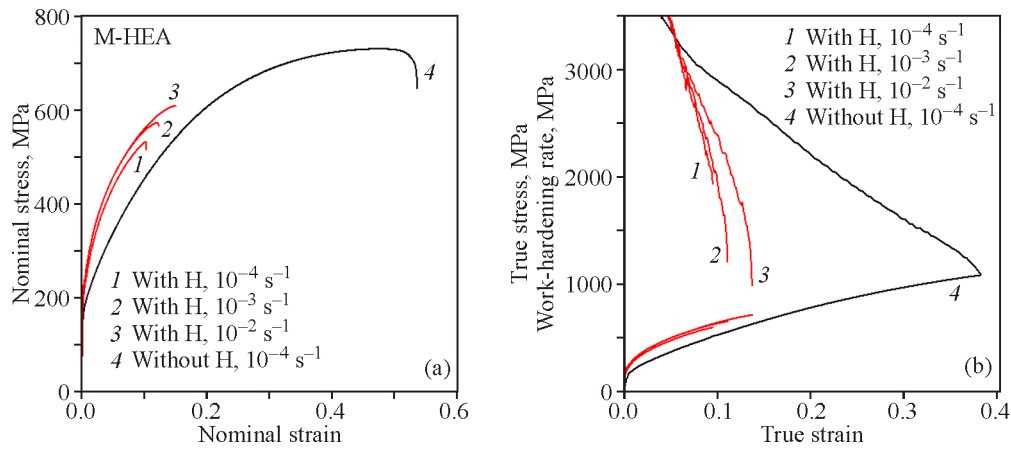 M-HEA
(a)
Nominal stress, MPa
800
600
400
200
0
0.0 0.2 0.4 0.6
Nominal strain
3
2
1
4
1 With H, 10⁻⁴ s⁻¹
2 With H, 10⁻³ s⁻¹
3 With H, 10⁻² s⁻¹
4 Without H, 10⁻⁴ s⁻¹
(b)
True stress, MPa
Work-hardening rate, MPa
3000
2000
1000
0
0.0 0.1 0.2 0.3 0.4
True strain
1 With H, 10⁻⁴ s⁻¹
2 With H, 10⁻³ s⁻¹
3 With H, 10⁻² s⁻¹
4 Without H, 10⁻⁴ s⁻¹
1
2
3
4